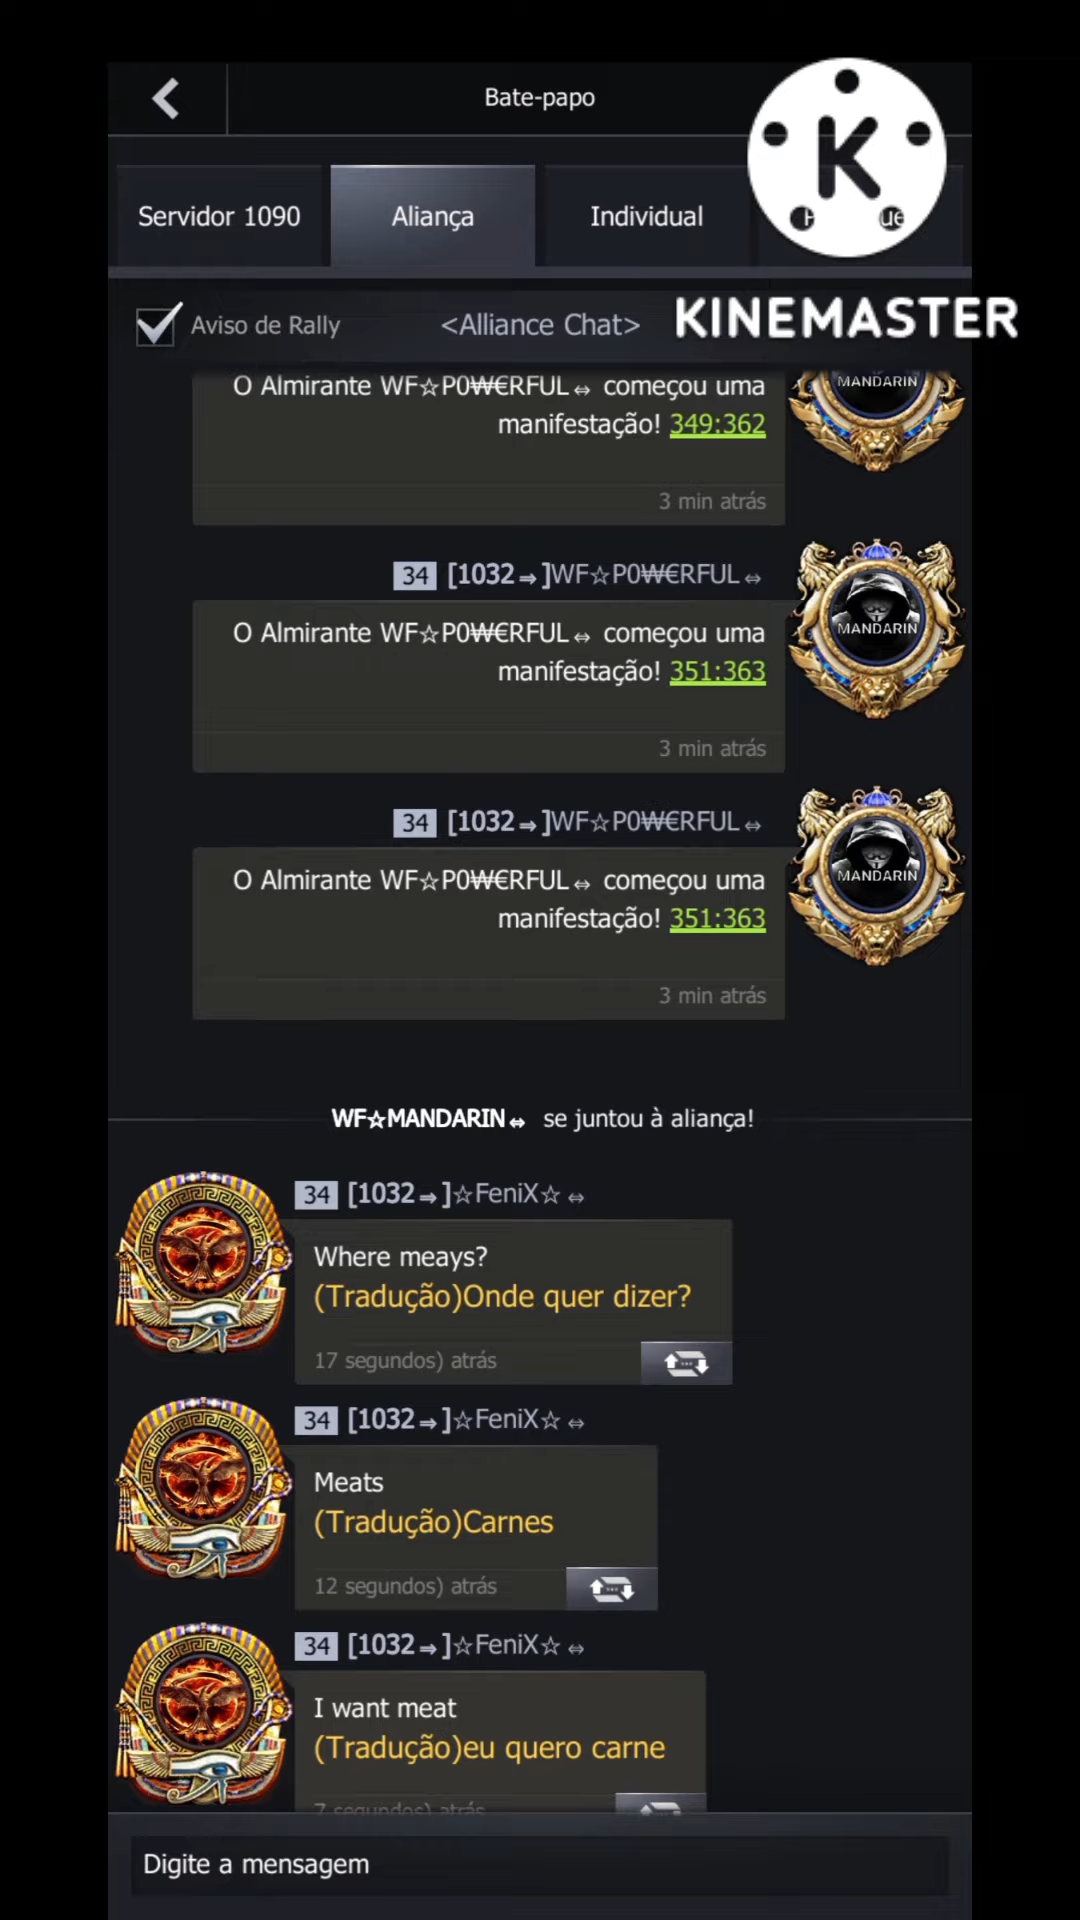 Bate-papo
K
Servidor 1090
Aliança
Individual
Aviso de Rally
<Alliance Chat>
KINEMASTER
O Almirante WF☆P0₩€RFUL⇔ começou uma
manifestação! 349:362
MANDARIN
3 min atrás
34 [1032⇒]WF☆P0₩€RFUL⇔
O Almirante WF☆P0₩€RFUL⇔ começou uma
manifestação! 351:363
MANDARIN
3 min atrás
34 [1032⇒]WF☆P0₩€RFUL⇔
O Almirante WF☆P0₩€RFUL⇔ começou uma
manifestação! 351:363
MANDARIN
3 min atrás
WF☆MANDARIN⇔ se juntou à aliança!
34 [1032⇒]☆FeniX☆⇔
Where meays?
(Tradução)Onde quer dizer?
17 segundos) atrás
34 [1032⇒]☆FeniX☆⇔
Meats
(Tradução)Carnes
12 segundos) atrás
34 [1032⇒]☆FeniX☆⇔
I want meat
(Tradução)eu quero carne
7 segundos) atrás
Digite a mensagem